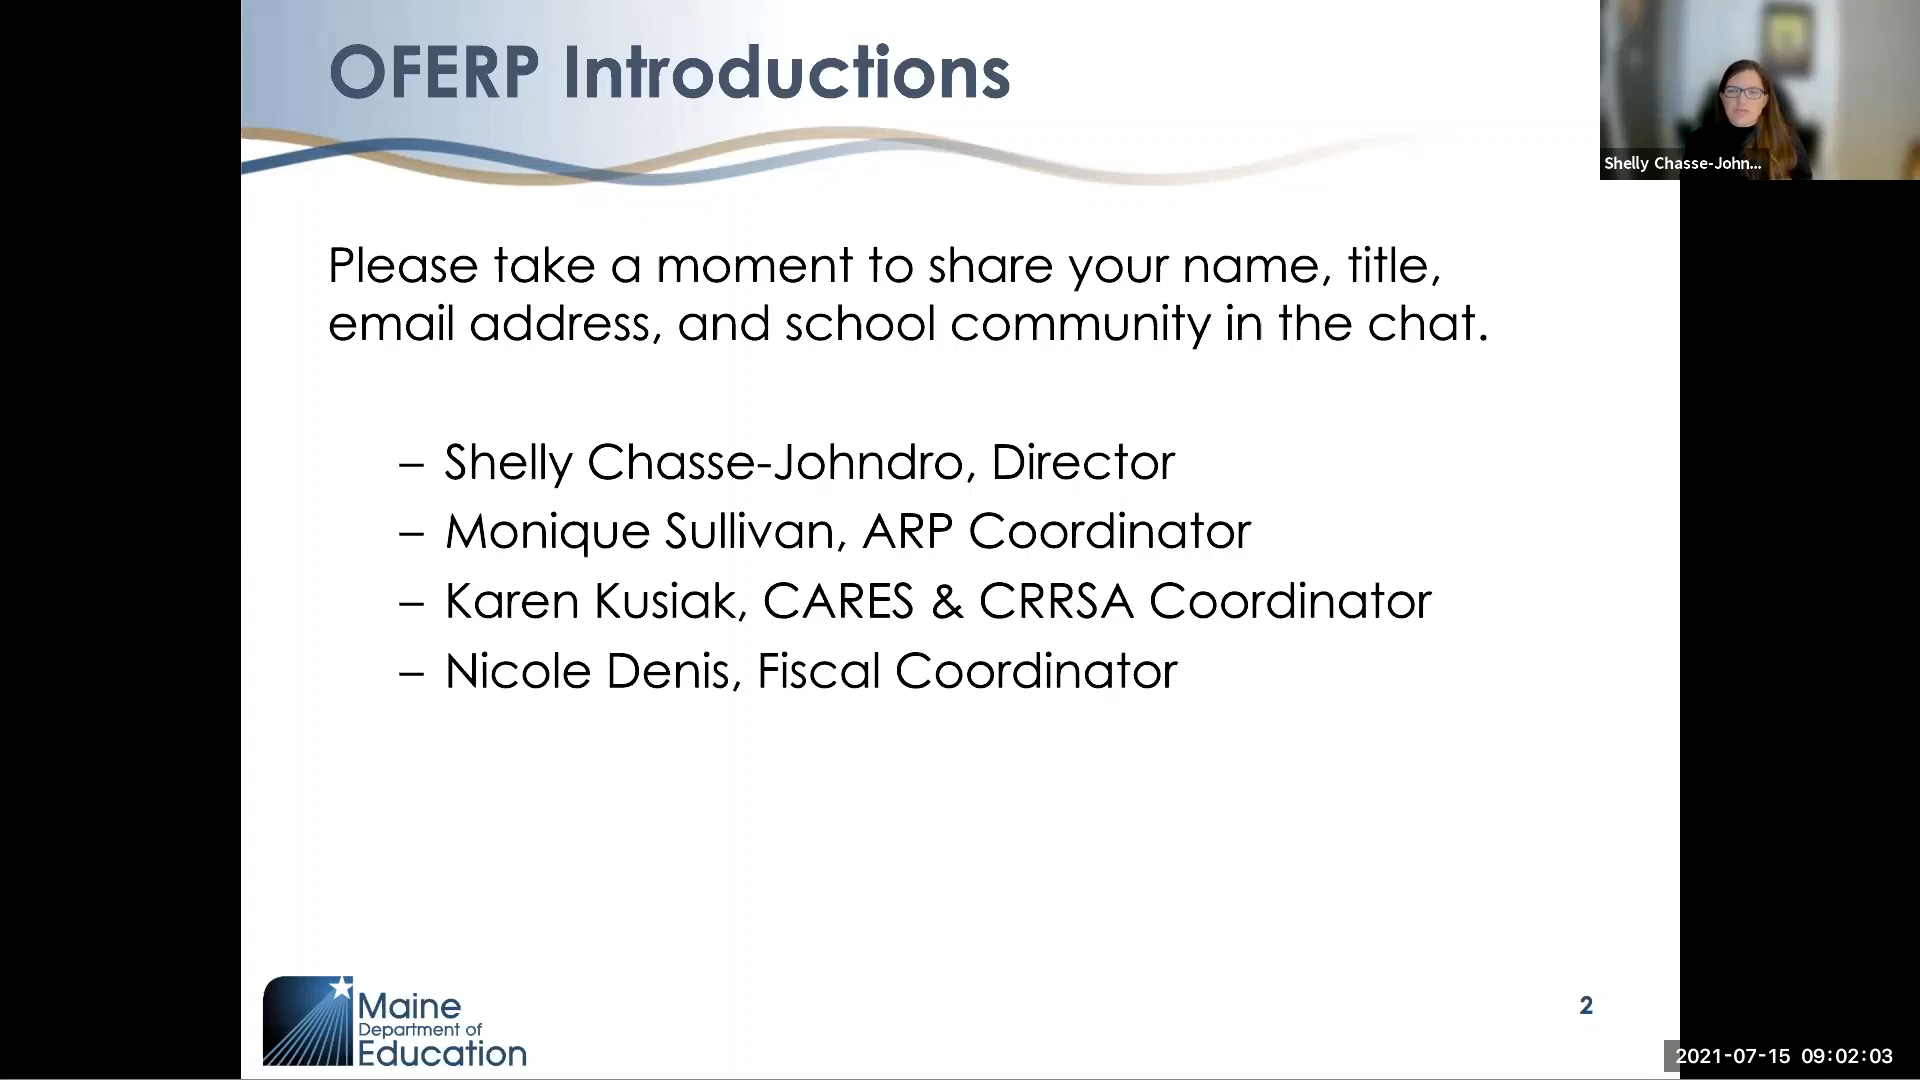 OFERP Introductions
Shelly Chasse-John...
Please take a moment to share your name, title,
email address, and school community in the chat.
– Shelly Chasse-Johndro, Director
– Monique Sullivan, ARP Coordinator
– Karen Kusiak, CARES & CRRSA Coordinator
– Nicole Denis, Fiscal Coordinator
Maine
Department of
Education
2
2021-07-15 09:02:03